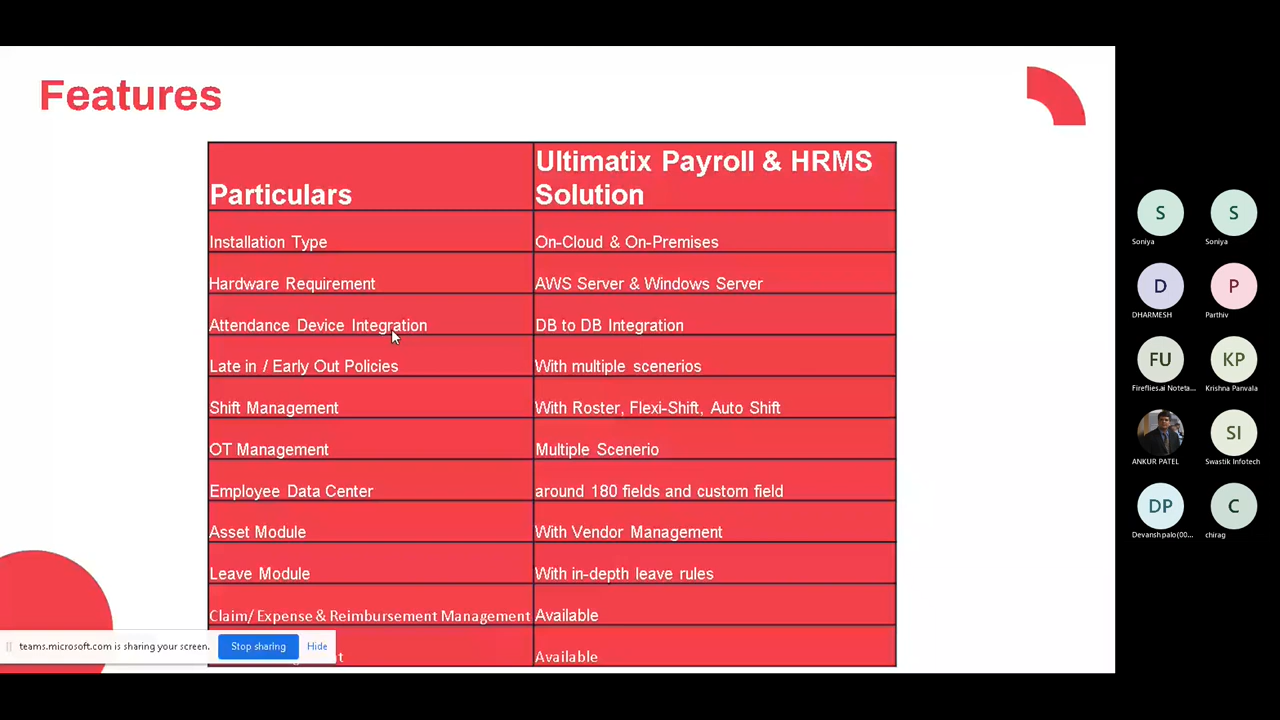 Features
Particulars
Ultimatix Payroll & HRMS
Solution
Installation Type
On-Cloud & On-Premises
Hardware Requirement
AWS Server & Windows Server
Attendance Device Integration
DB to DB Integration
Late in / Early Out Policies
With multiple scenerios
Shift Management
With Roster, Flexi-Shift, Auto Shift
OT Management
Multiple Scenerio
Employee Data Center
around 180 fields and custom field
Asset Module
With Vendor Management
Leave Module
With in-depth leave rules
Claim/ Expense & Reimbursement Management
Available
Available
teams.microsoft.com is sharing your screen.
Stop sharing
Hide
S
Soniya
S
Soniya
D
DHARMESH
P
Parthiv
FU
Fireflies.ai Noteta...
KP
Krishna Panvala
ANKUR PATEL
SI
Swastik Infotech
DP
Devansh palo(00...
C
chirag